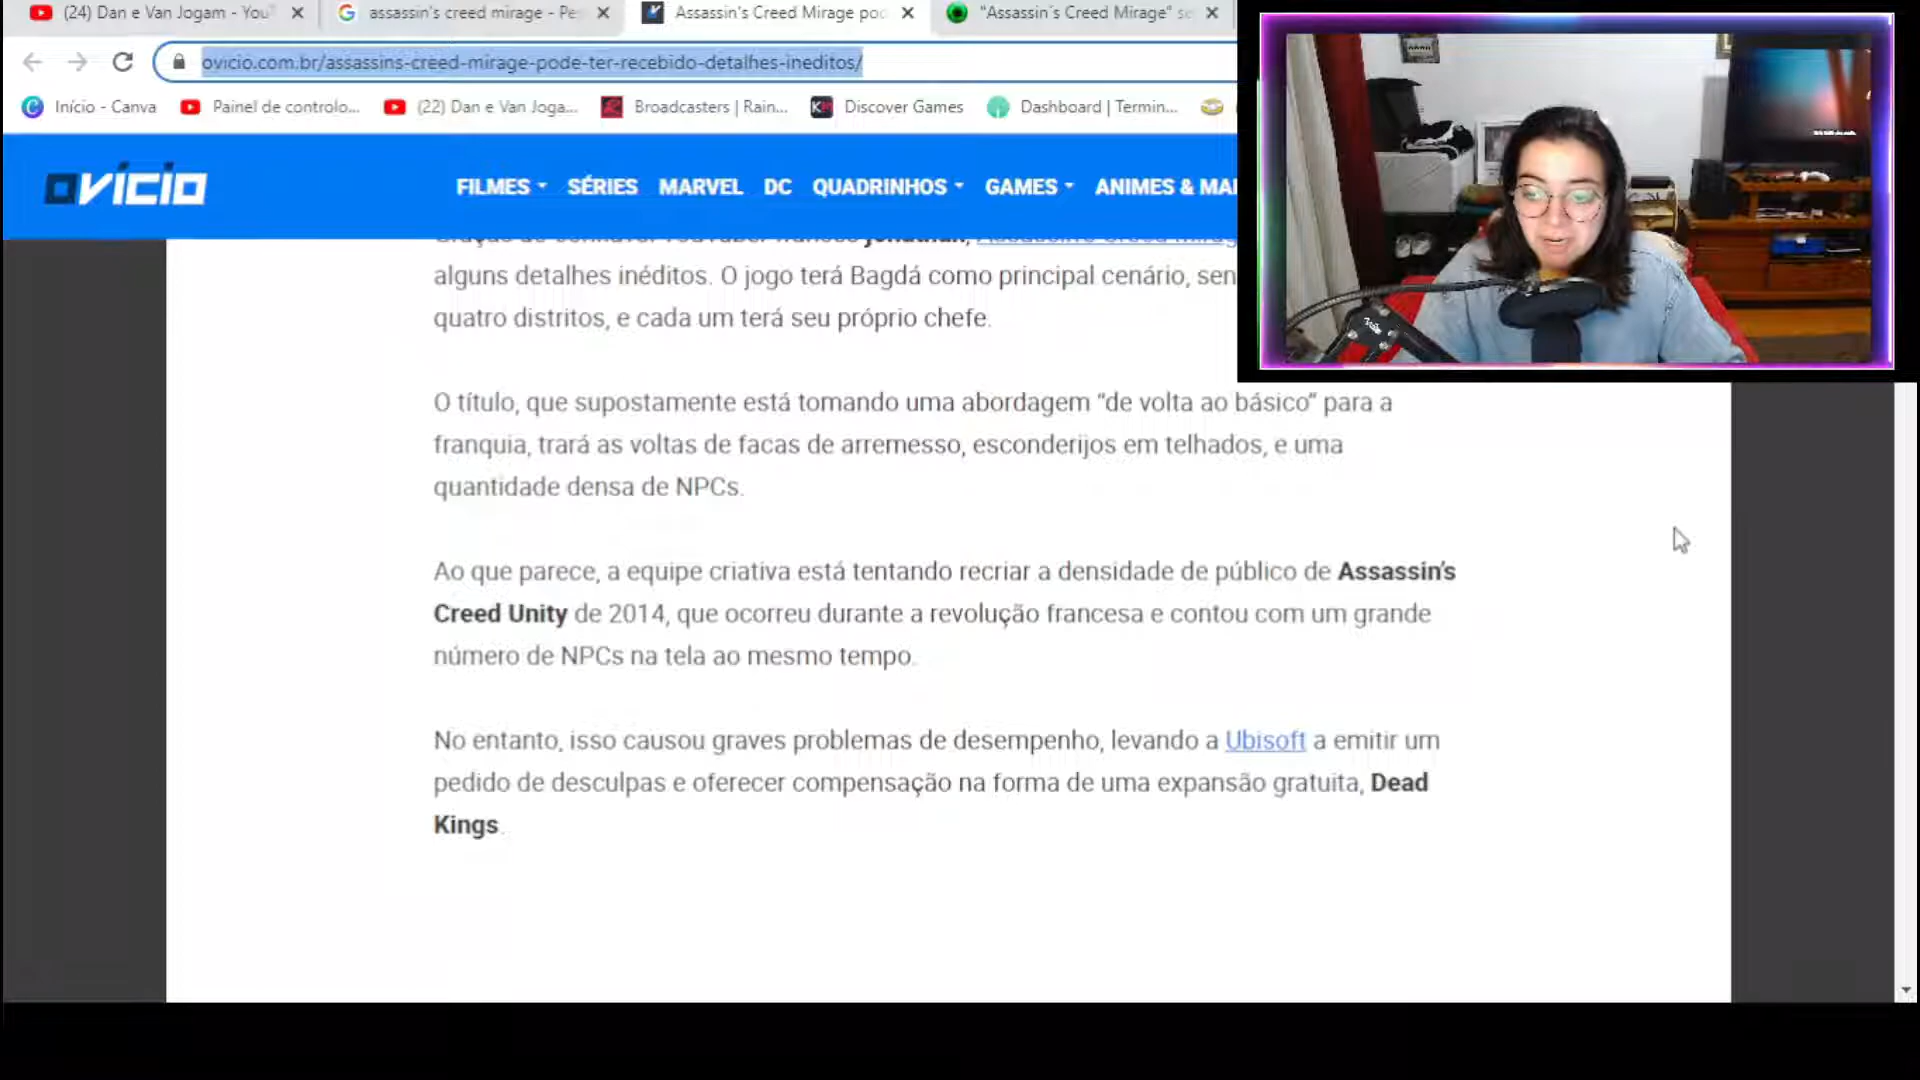 (24) Dan e Van Jogam - You
assassin's creed mirage - Pe
Assassin's Creed Mirage po
"Assassin's Creed Mirage" s
ovicio.com.br/assassins-creed-mirage-pode-ter-recebido-detalhes-ineditos/
Início - Canva
Painel de controlo...
(22) Dan e Van Joga...
Broadcasters | Rain...
Discover Games
Dashboard | Termin...
ovicio
FILMES
SÉRIES
MARVEL
DC
QUADRINHOS
GAMES
ANIMES & MA
Jonathan,
alguns detalhes inéditos. O jogo terá Bagdá como principal cenário, sen
quatro distritos, e cada um terá seu próprio chefe.
O título, que supostamente está tomando uma abordagem “de volta ao básico“ para a
franquia, trará as voltas de facas de arremesso, esconderijos em telhados, e uma
quantidade densa de NPCs.
Ao que parece, a equipe criativa está tentando recriar a densidade de público de Assassin’s
Creed Unity de 2014, que ocorreu durante a revolução francesa e contou com um grande
número de NPCs na tela ao mesmo tempo.
No entanto, isso causou graves problemas de desempenho, levando a Ubisoft a emitir um
pedido de desculpas e oferecer compensação na forma de uma expansão gratuita, Dead
Kings.